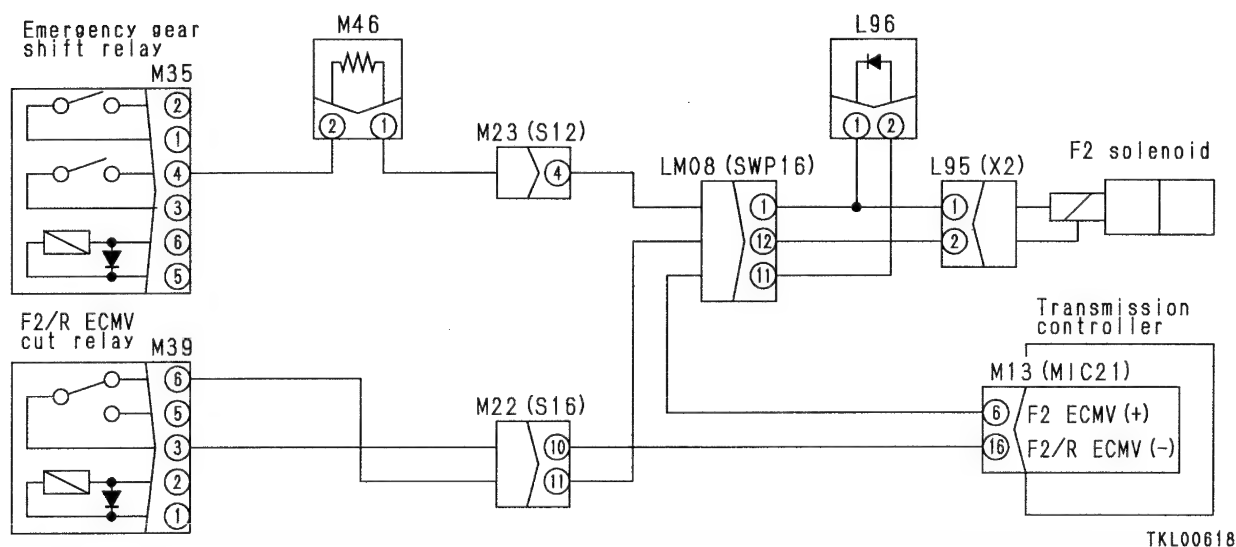 Emergency gear
shift relay
M35
2
1
4
3
6
5
M46
2
1
M23 (S12)
4
LM08 (SWP16)
1
12
11
L96
1
2
L95 (X2)
1
2
F2 solenoid
F2/R ECMV
cut relay
M39
6
5
3
2
1
M22 (S16)
10
11
Transmission
controller
M13 (MIC21)
6 F2 ECMV (+)
16 F2/R ECMV (-)
TKL00618